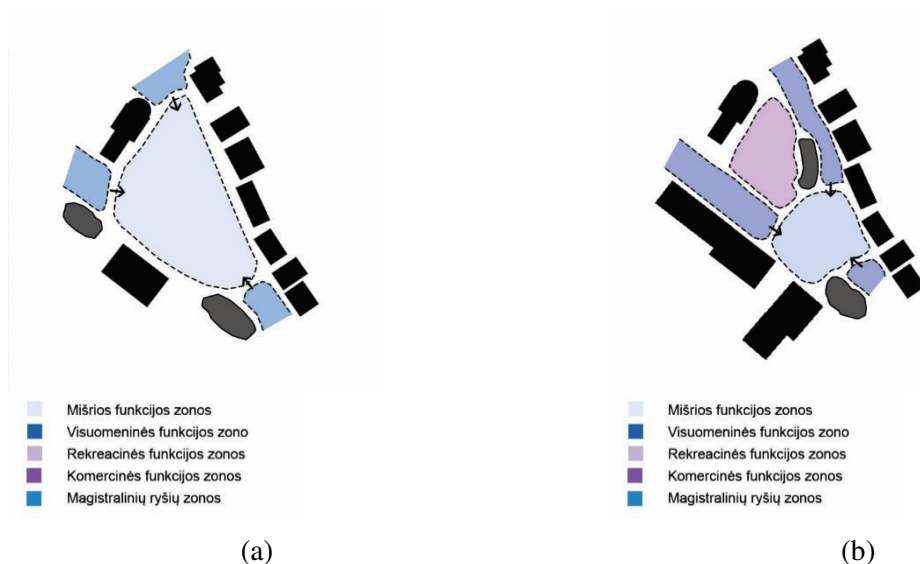 Mišrios funkcijos zonos
Visuomeninės funkcijos zono
Rekreacinės funkcijos zonos
Komercinės funkcijos zonos
Magistralinių ryšių zonos
(a)
Mišrios funkcijos zonos
Visuomeninės funkcijos zono
Rekreacinės funkcijos zonos
Komercinės funkcijos zonos
Magistralinių ryšių zonos
(b)